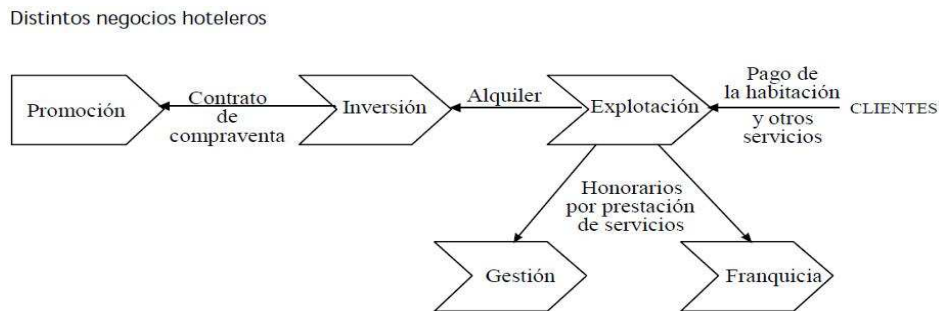 Distintos negocios hoteleros
Promoción
Contrato
de
compraventa
Inversión
Alquiler
Explotación
Pago de
la habitación
y otros
servicios
CLIENTES
Honorarios
por prestación
de servicios
Gestión
Franquicia